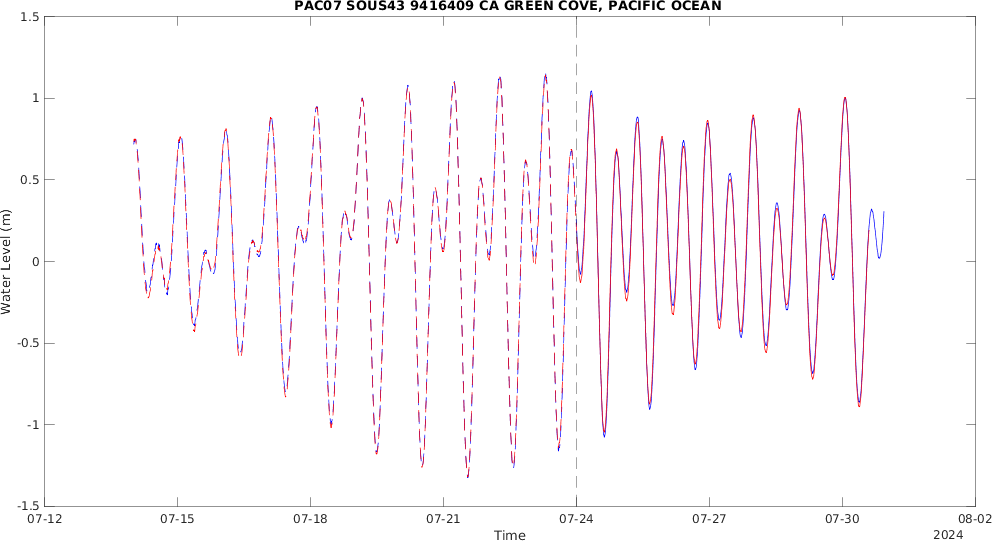 PAC07 SOUS43 9416409 CA GREEN COVE, PACIFIC OCEAN
1.5
1
0.5
0
-0.5
-1
-1.5
Water Level (m)
07-12 07-15 07-18 07-21 07-24 07-27 07-30 08-02
Time
2024